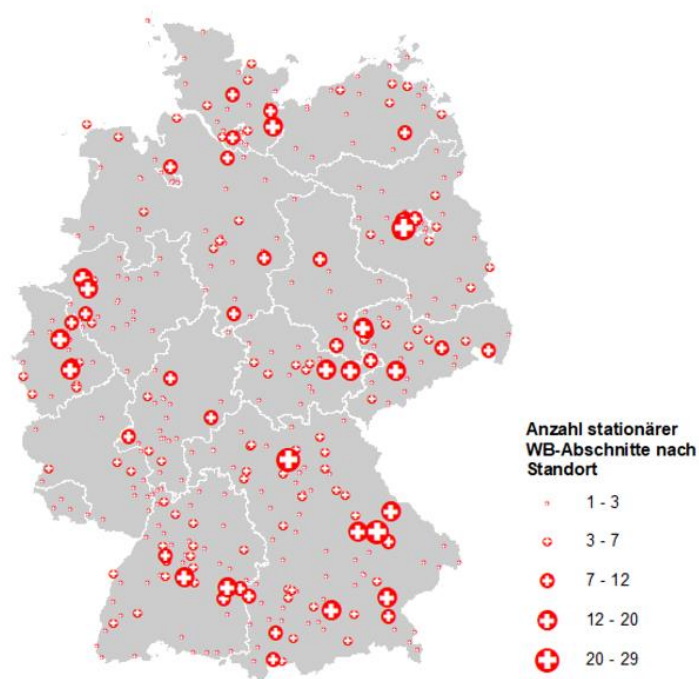 Anzahl stationärer
WB-Abschnitte nach
Standort
1 - 3
3 - 7
7 - 12
12 - 20
20 - 29